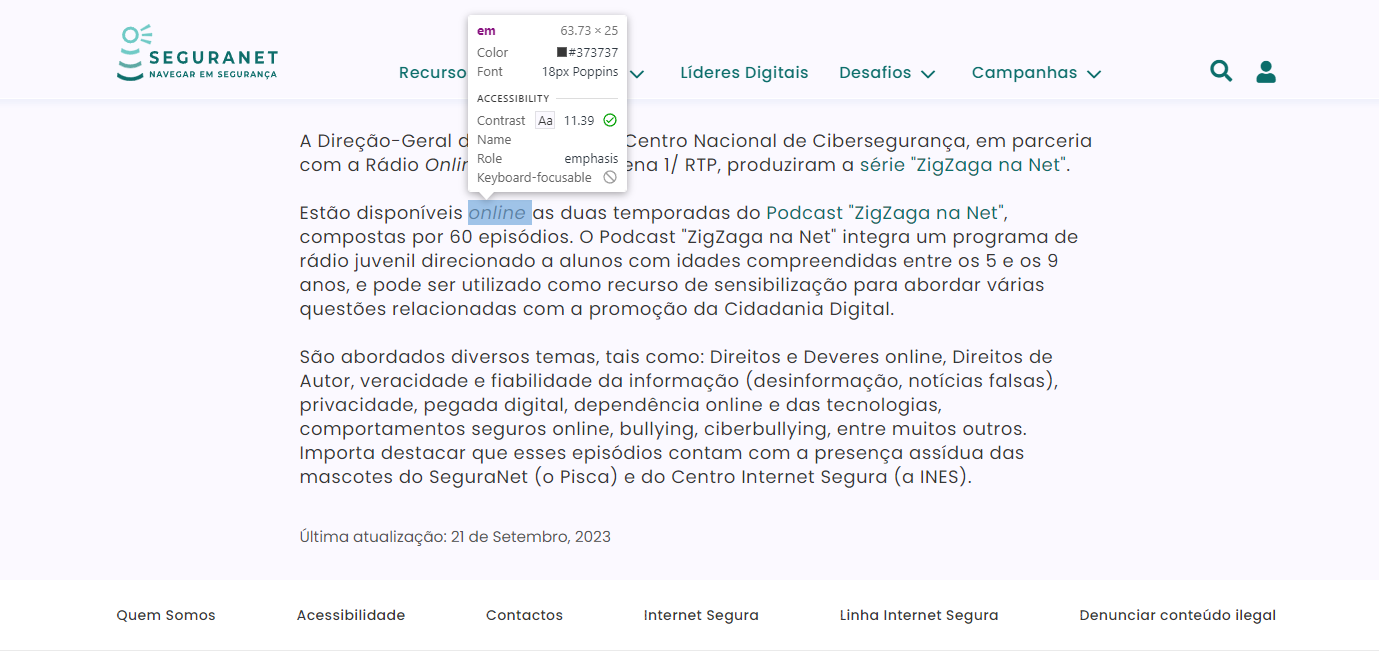 SEGURANET
NAVEGAR EM SEGURANÇA
Recurso
Líderes Digitais
Desafios
Campanhas
em 63.73 × 25
Color #373737
Font 18px Poppins
ACCESSIBILITY
Contrast Aa 11.39
Name
Role emphasis
Keyboard-focusable
A Direção-Geral d Centro Nacional de Cibersegurança, em parceria
com a Rádio Onlin ena 1/ RTP, produziram a série "ZigZaga na Net".
Estão disponíveis online as duas temporadas do Podcast "ZigZaga na Net",
compostas por 60 episódios. O Podcast "ZigZaga na Net" integra um programa de
rádio juvenil direcionado a alunos com idades compreendidas entre os 5 e os 9
anos, e pode ser utilizado como recurso de sensibilização para abordar várias
questões relacionadas com a promoção da Cidadania Digital.
São abordados diversos temas, tais como: Direitos e Deveres online, Direitos de
Autor, veracidade e fiabilidade da informação (desinformação, notícias falsas),
privacidade, pegada digital, dependência online e das tecnologias,
comportamentos seguros online, bullying, ciberbullying, entre muitos outros.
Importa destacar que esses episódios contam com a presença assídua das
mascotes do SeguraNet (o Pisca) e do Centro Internet Segura (a INES).
Última atualização: 21 de Setembro, 2023
Quem Somos
Acessibilidade
Contactos
Internet Segura
Linha Internet Segura
Denunciar conteúdo ilegal